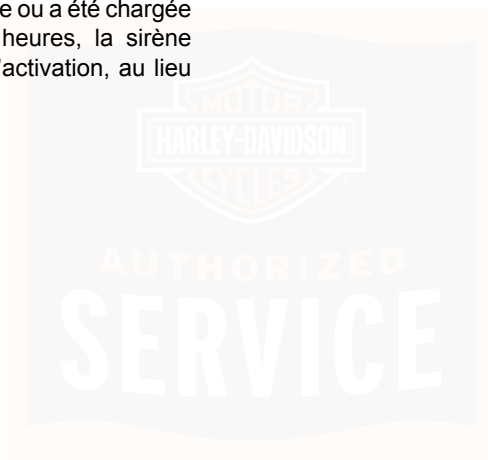 e ou a été chargée
heures, la sirène
'activation, au lieu
MOTOR
HARLEY-DAVIDSON
CYCLES
AUTHORIZED
SERVICE